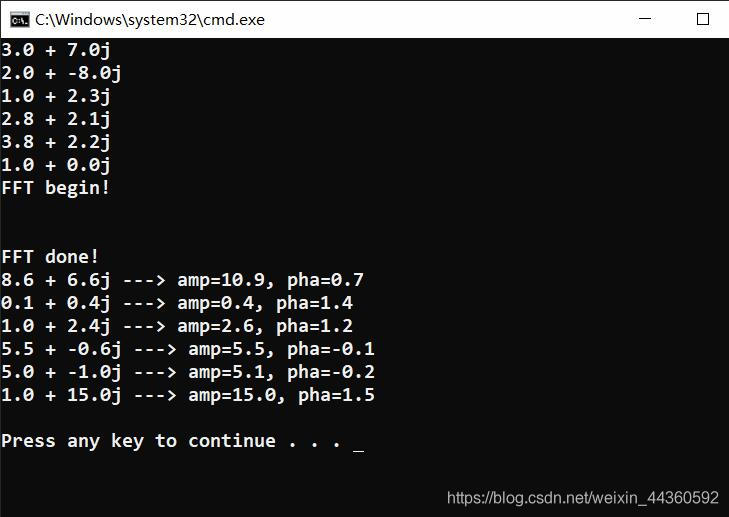 C:\Windows\system32\cmd.exe
3.0 + 7.0j
2.0 + -8.0j
1.0 + 2.3j
2.8 + 2.1j
3.8 + 2.2j
1.0 + 0.0j
FFT begin!
FFT done!
8.6 + 6.6j ---> amp=10.9, pha=0.7
0.1 + 0.4j ---> amp=0.4, pha=1.4
1.0 + 2.4j ---> amp=2.6, pha=1.2
5.5 + -0.6j ---> amp=5.5, pha=-0.1
5.0 + -1.0j ---> amp=5.1, pha=-0.2
1.0 + 15.0j ---> amp=15.0, pha=1.5
Press any key to continue . . . _
https://blog.csdn.net/weixin_44360592